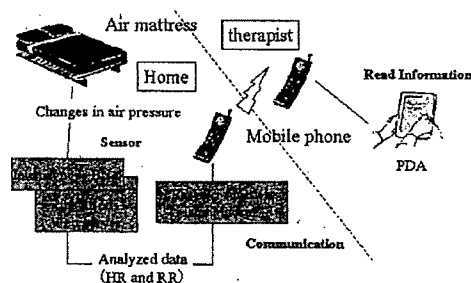 Air mattress
therapist
Home
Read Information
Changes in air pressure
Sensor
Mobile phone
PDA
Communication
Analyzed data
(HR and RR)